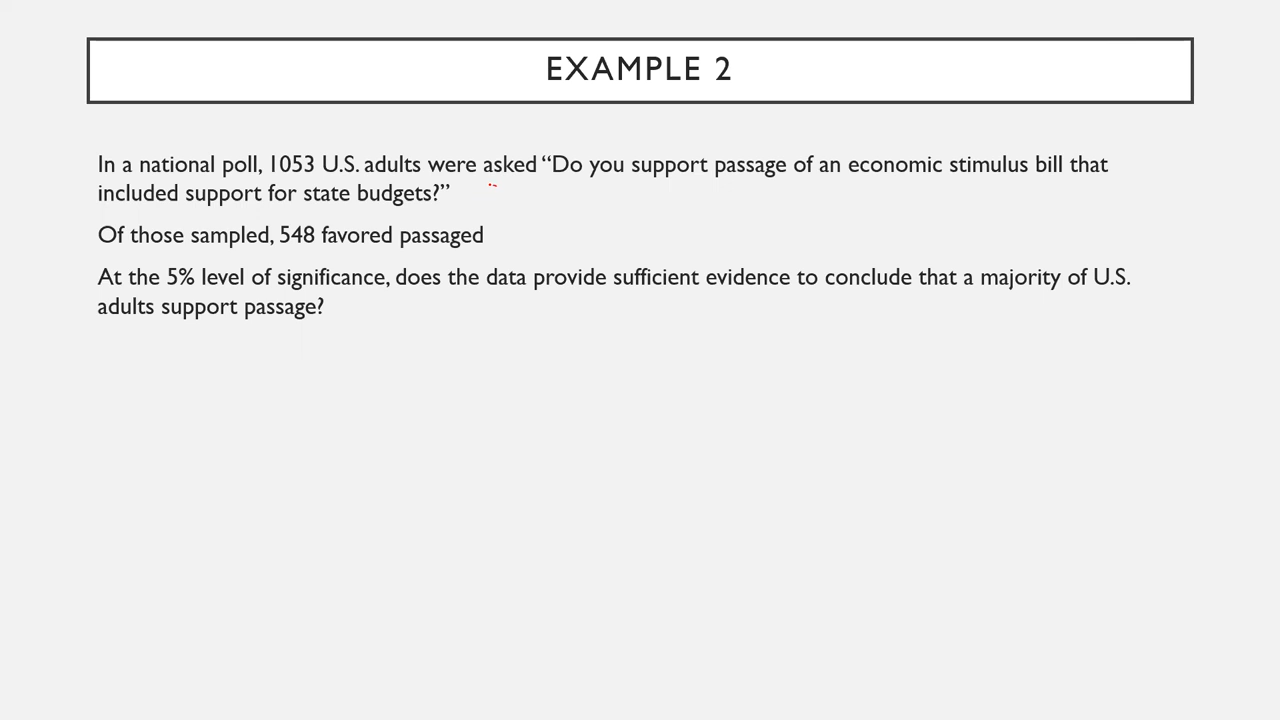 EXAMPLE 2
In a national poll, 1053 U.S. adults were asked “Do you support passage of an economic stimulus bill that
included support for state budgets?”
Of those sampled, 548 favored passaged
At the 5% level of significance, does the data provide sufficient evidence to conclude that a majority of U.S.
adults support passage?